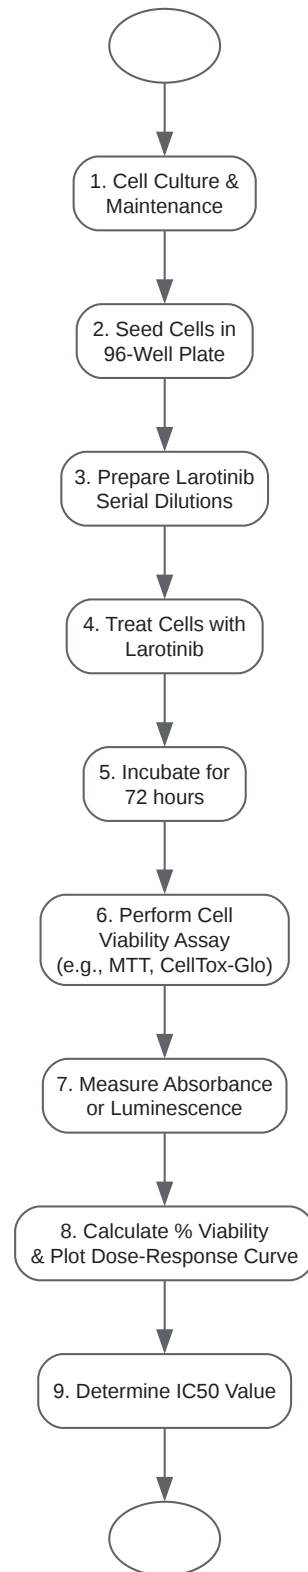 1. Cell Culture &
Maintenance
2. Seed Cells in
96-Well Plate
3. Prepare Larotinib
Serial Dilutions
4. Treat Cells with
Larotinib
5. Incubate for
72 hours
6. Perform Cell
Viability Assay
(e.g., MTT, CellTox-Glo)
7. Measure Absorbance
or Luminescence
8. Calculate % Viability
& Plot Dose-Response Curve
9. Determine IC50 Value